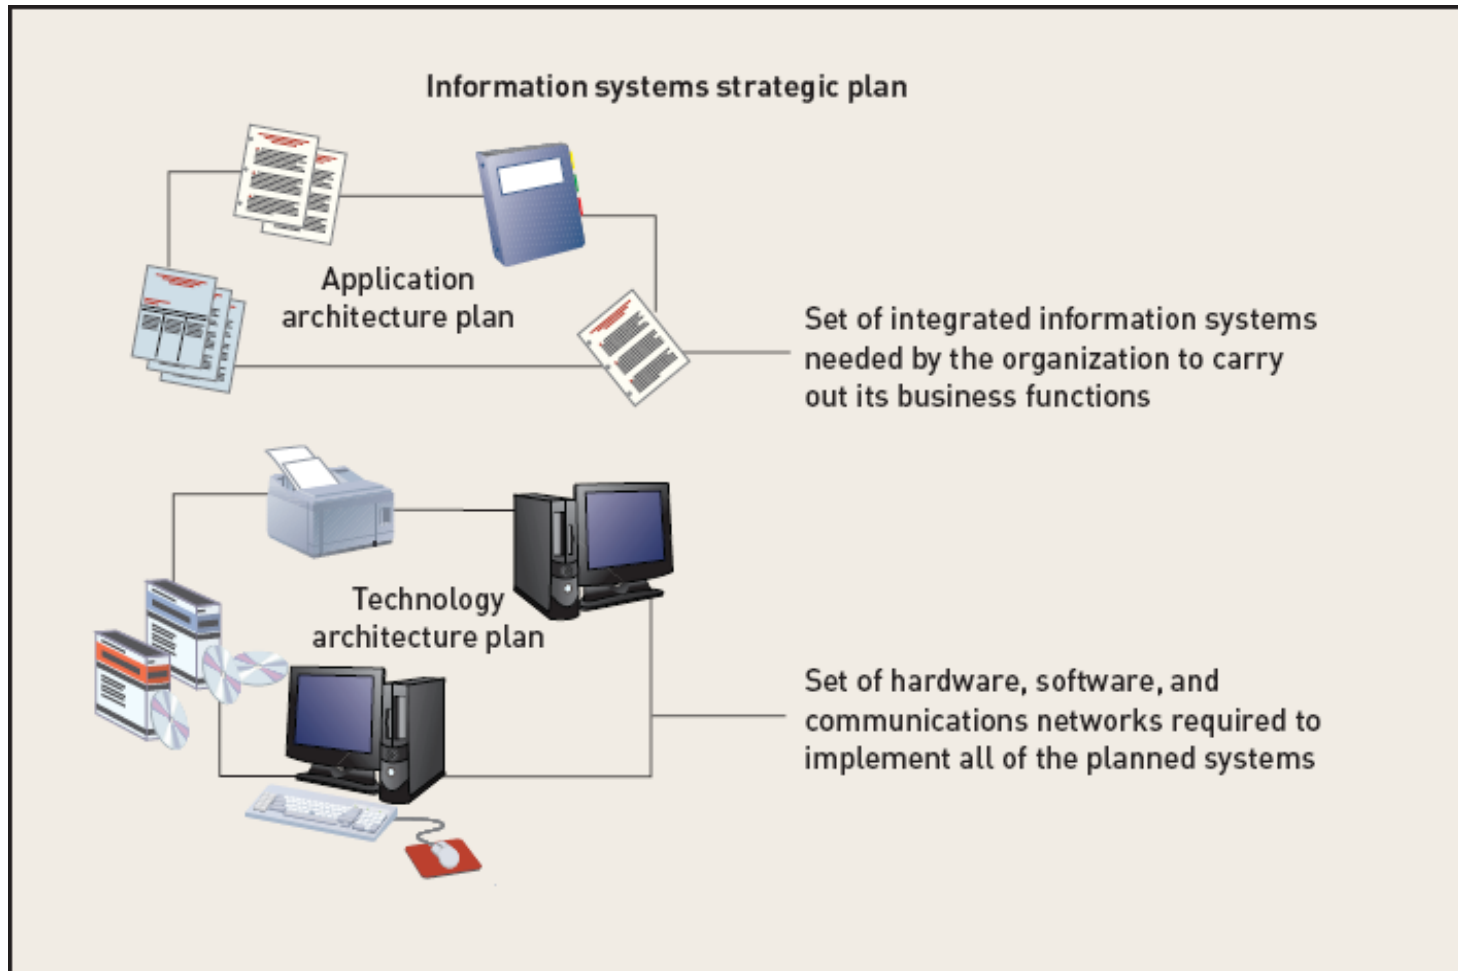 Information systems strategic plan
Application
architecture plan
Set of integrated information systems
needed by the organization to carry
out its business functions
Technology
architecture plan
Set of hardware, software, and
communications networks required to
implement all of the planned systems